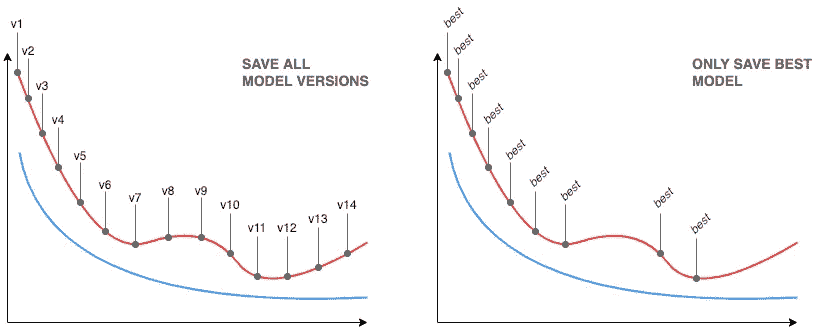 v1
v2
v3
v4
v5
v6
v7
v8
v9
v10
v11
v12
v13
v14
SAVE ALL
MODEL VERSIONS
best
best
best
best
best
best
best
best
best
ONLY SAVE BEST
MODEL